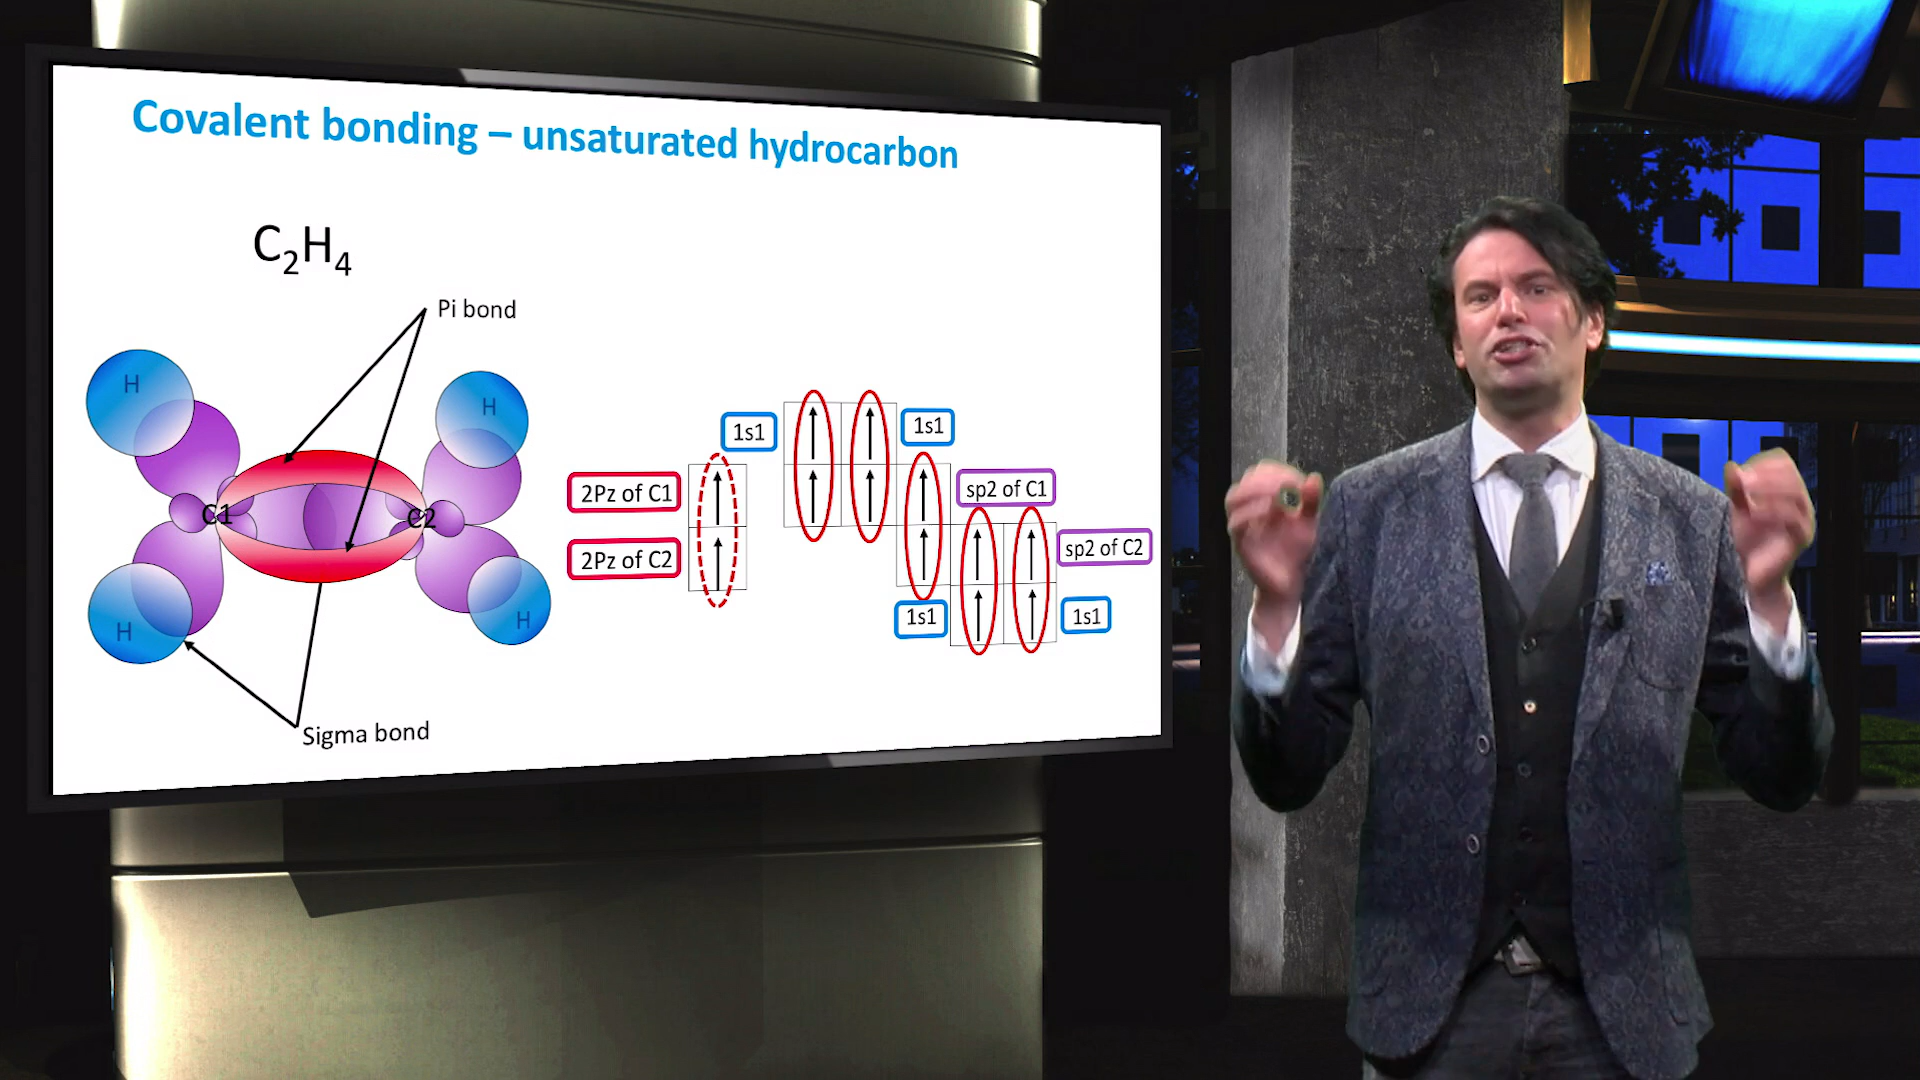 Covalent bonding – unsaturated hydrocarbon
C₂H₄
Pi bond
H
H
C1
C2
H
H
Sigma bond
1s1
1s1
2Pz of C1
sp2 of C1
2Pz of C2
sp2 of C2
1s1
1s1